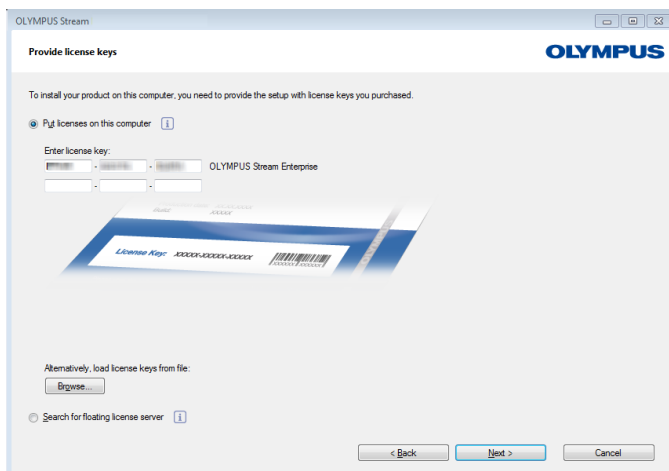 OLYMPUS Stream
Provide license keys
OLYMPUS
To install your product on this computer, you need to provide the setup with license keys you purchased.
Put licenses on this computer
Enter license key:
- - OLYMPUS Stream Enterprise
- -
XXXXX
License Key: XXXXX-XXXXX-XXXXX
Alternatively, load license keys from file:
Browse...
Search for floating license server
< Back Next > Cancel